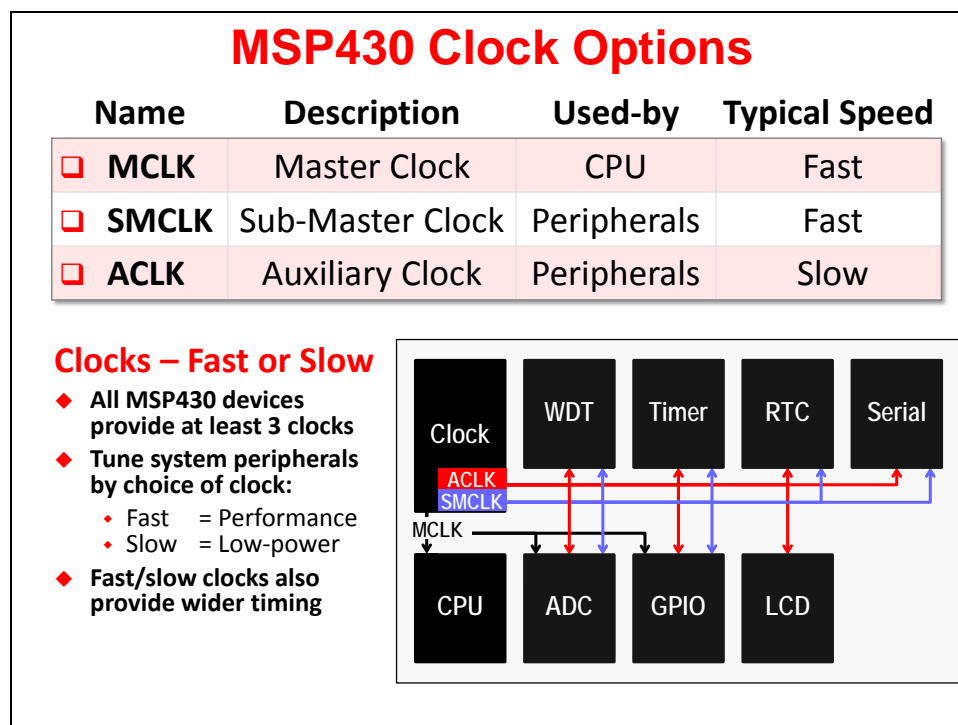 MSP430 Clock Options
Name Description Used-by Typical Speed
MCLK Master Clock CPU Fast
SMCLK Sub-Master Clock Peripherals Fast
ACLK Auxiliary Clock Peripherals Slow
Clocks – Fast or Slow
All MSP430 devices
provide at least 3 clocks
Tune system peripherals
by choice of clock:
Fast = Performance
Slow = Low-power
Fast/slow clocks also
provide wider timing
Clock
WDT Timer RTC Serial
ACLK
SMCLK
MCLK
CPU ADC GPIO LCD